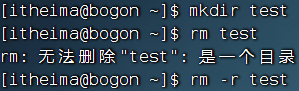 [itheima@bogon ~]$ mkdir test
[itheima@bogon ~]$ rm test
rm: 无法删除"test": 是一个目录
[itheima@bogon ~]$ rm -r test